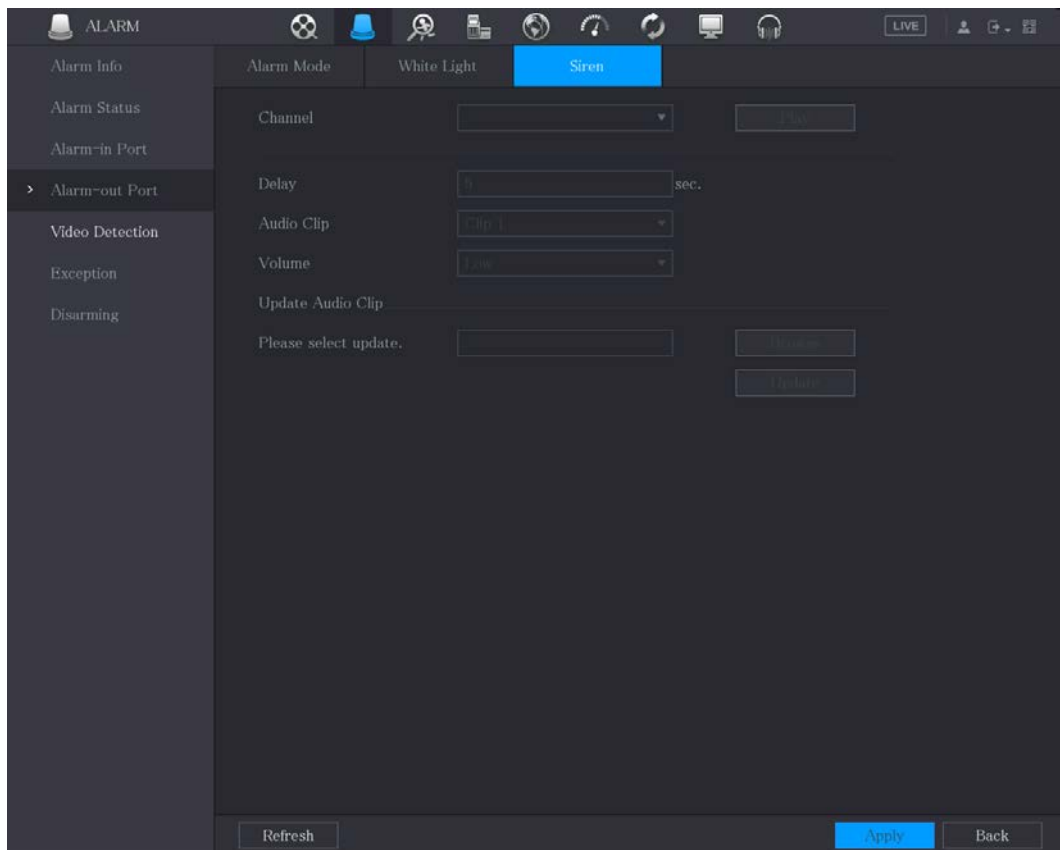 ALARM
LIVE
Alarm Info
Alarm Mode White Light Siren
Alarm Status
Channel Play
Alarm-in Port
Alarm-out Port
Delay 5 sec.
Video Detection
Audio Clip Clip 1
Exception
Volume Low
Update Audio Clip
Disarming
Please select update. Browse
Update
Refresh Apply Back